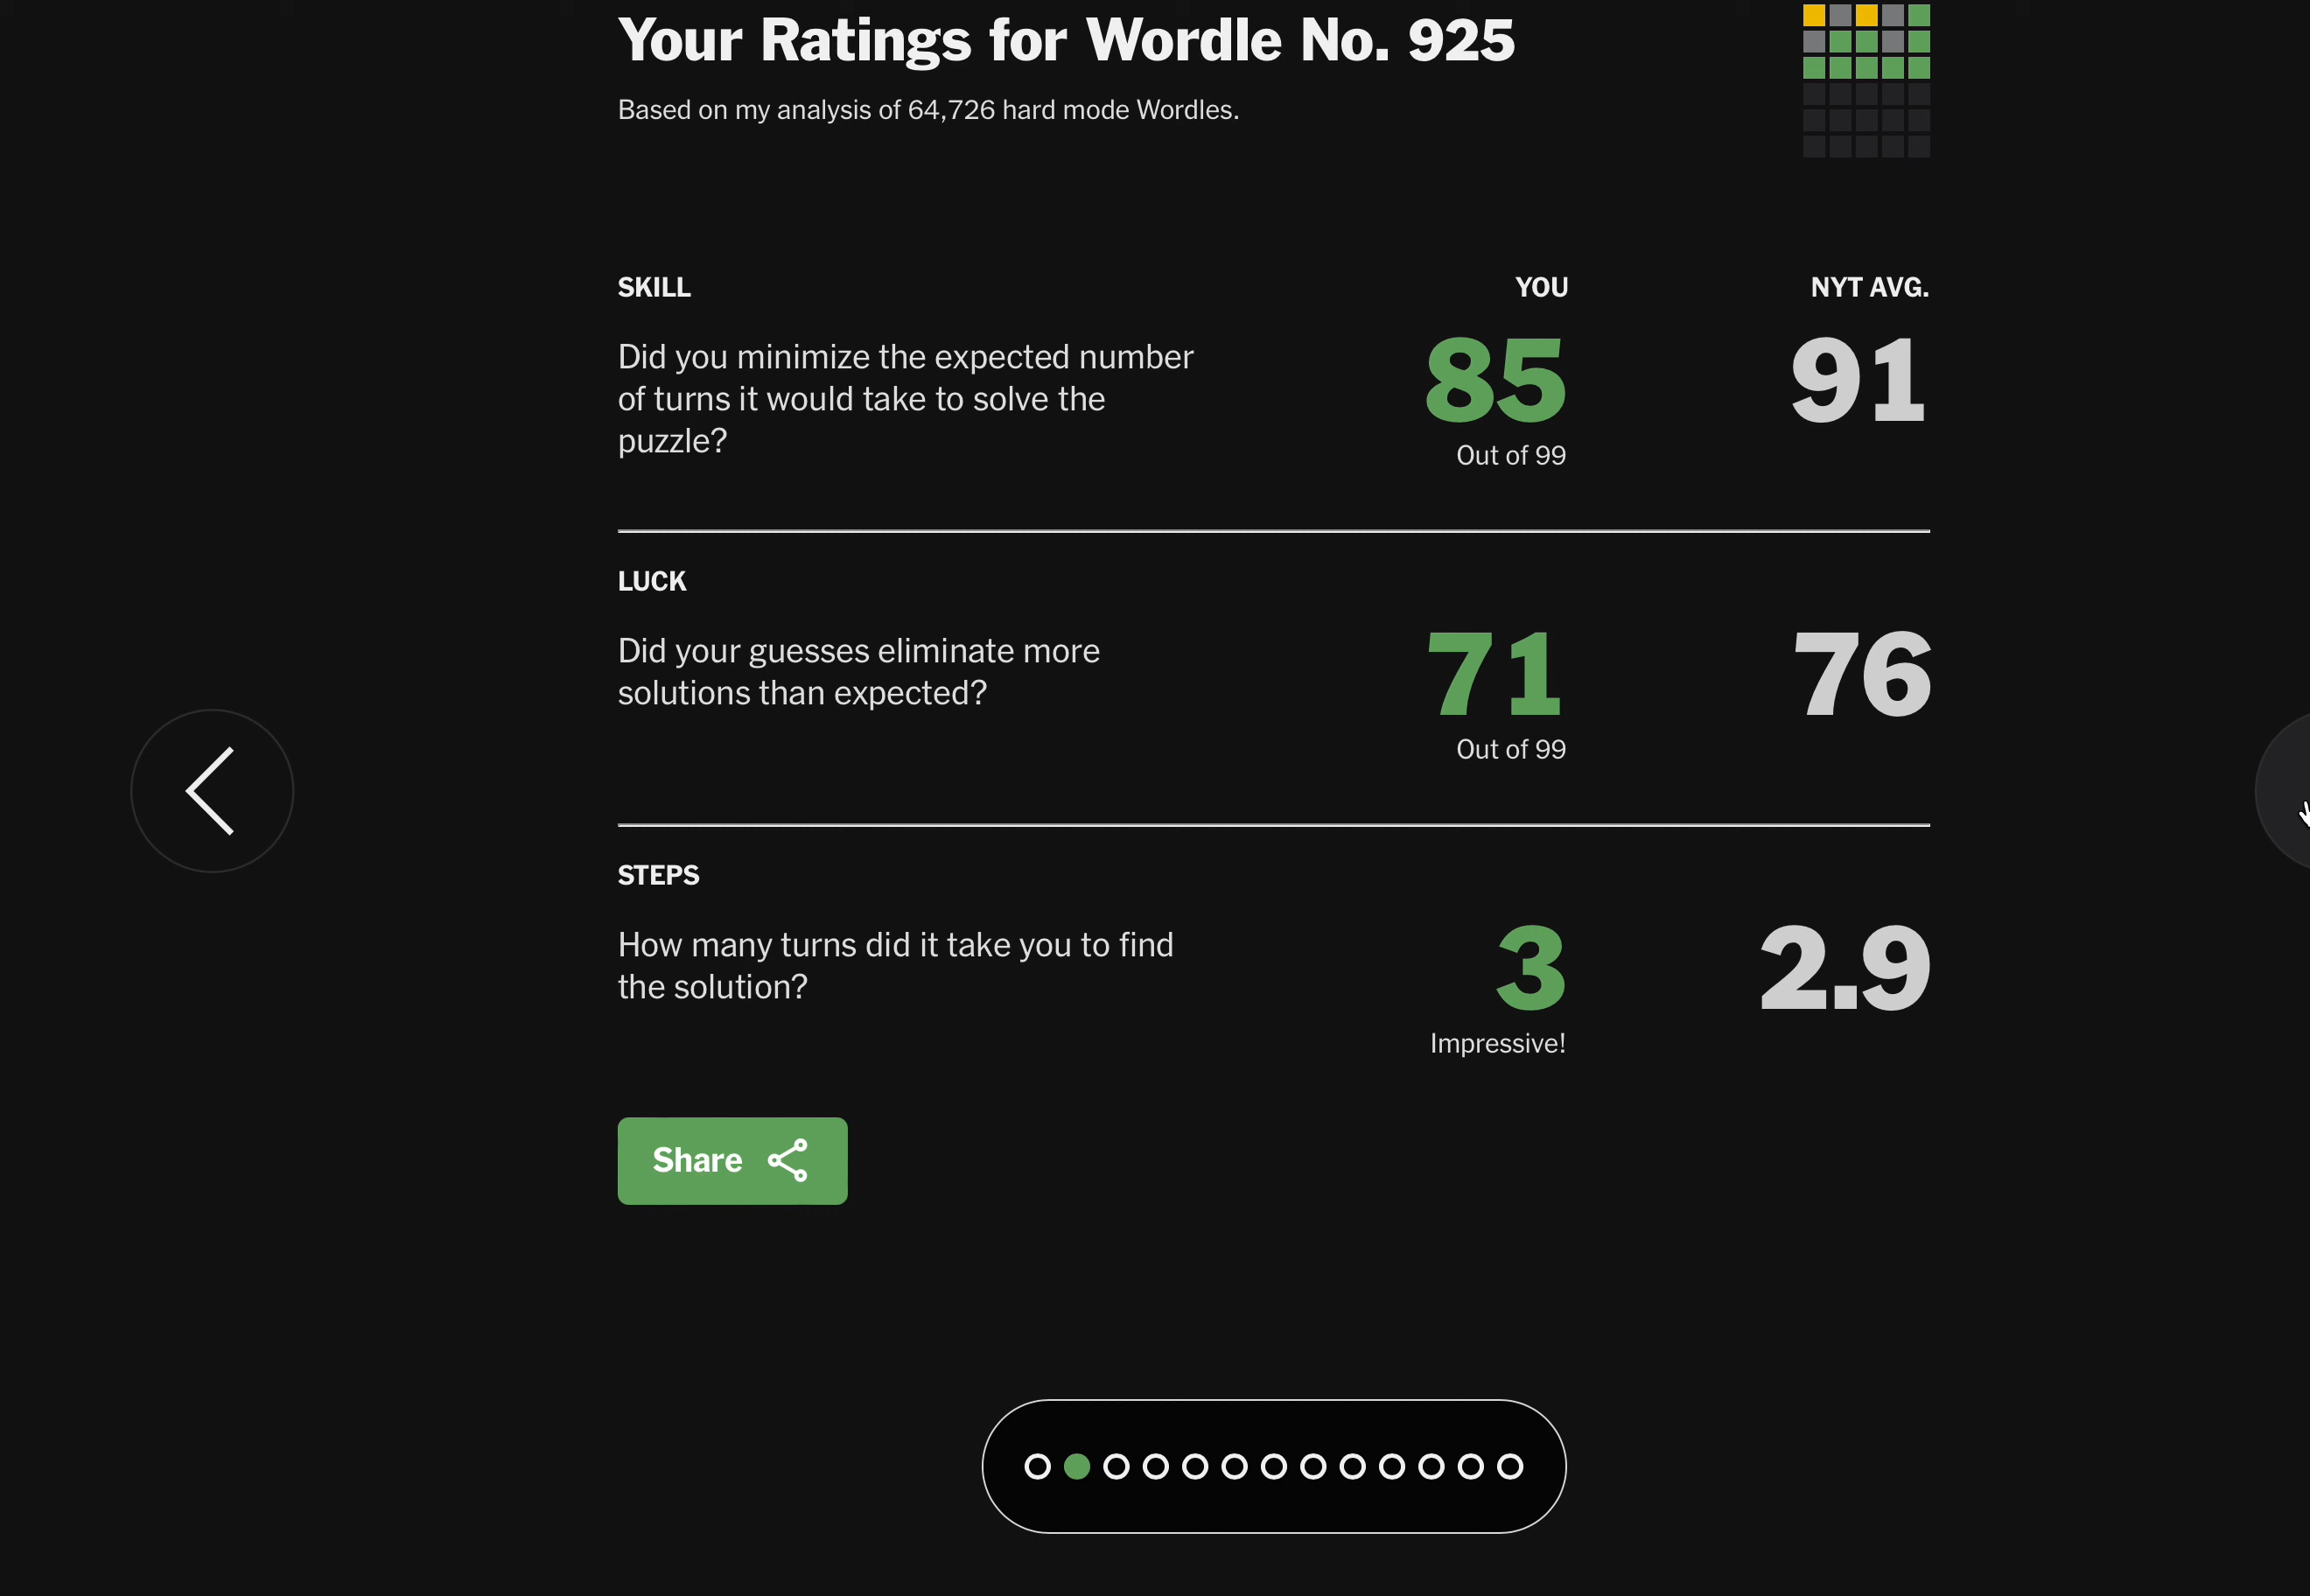 Your Ratings for Wordle No. 925
Based on my analysis of 64,726 hard mode Wordles.
SKILL
YOU
NYT AVG.
Did you minimize the expected number
of turns it would take to solve the
puzzle?
85
Out of 99
91
LUCK
Did your guesses eliminate more
solutions than expected?
71
Out of 99
76
STEPS
How many turns did it take you to find
the solution?
3
Impressive!
2.9
Share